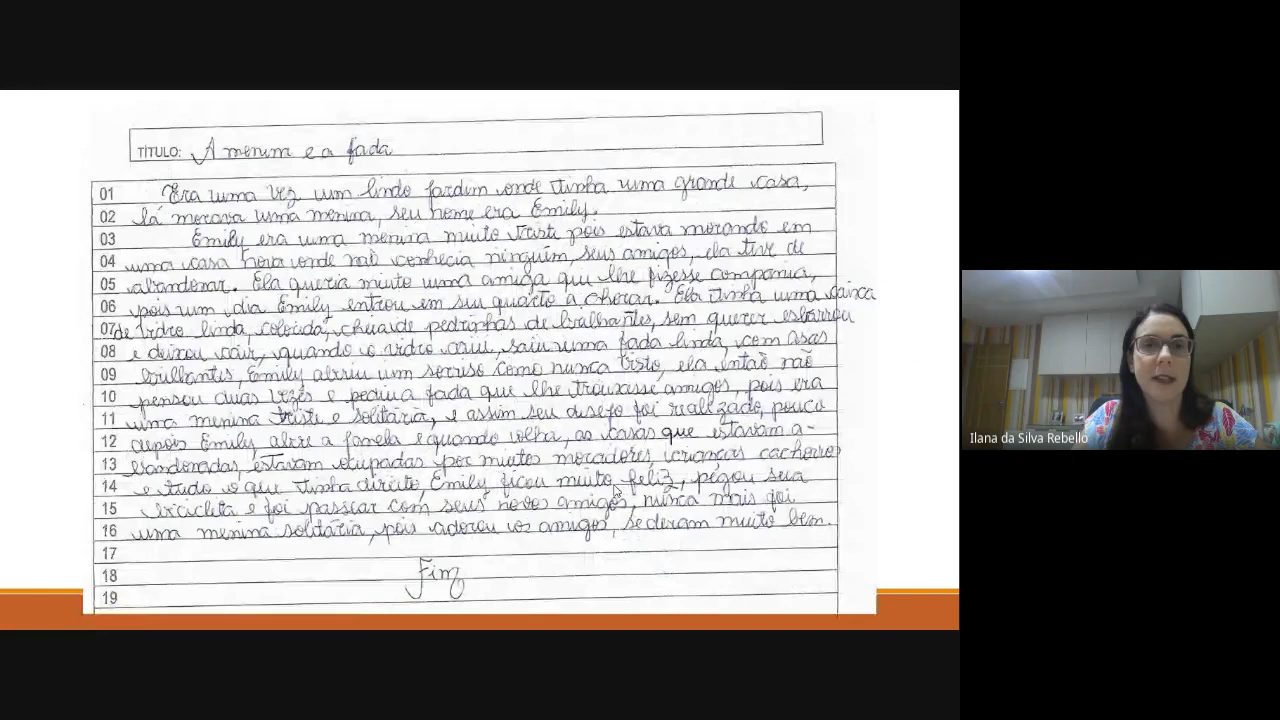 TÍTULO: A menina e a fada
01 Era uma vez um lindo jardim onde tinha uma grande casa,
02 lá morava uma menina, seu nome era Emily.
03 Emily era uma menina muito triste pois estava morando em
04 uma casa nova onde não conhecia ninguém, seus amigos, ela teve de
05 abandonar. Ela queria muito uma amiga que lhe fizesse compania,
06 pois um dia Emily entrou em seu quarto a chorar. Ela tinha uma caixa
07 de vidro linda, colorida, cheia de pedrinhas de brilhantes, sem querer esbarrou
08 e deixou cair, quando o vidro caiu, saiu uma fada linda, com asas
09 brilhantes, Emily abriu um sorriso como nunca visto, ela então não
10 pensou duas vezes e pediu a fada que lhe trouxesse amigos, pois era
11 uma menina triste e solitária, e assim seu desejo foi realizado, pouco
12 depois Emily abre a janela e quando olha, as casas que estavam a-
13 bandonadas, estavam ocupadas por muitos moradores, crianças cachorro
14 e tudo o que tinha direito, Emily ficou muito feliz, pegou sua
15 bicicleta e foi passear com seus novos amigos, nunca mais foi
16 uma menina solitária, pois adorou os amigos, se deram muito bem.
17
18 Fim
19
Ilana da Silva Rebello